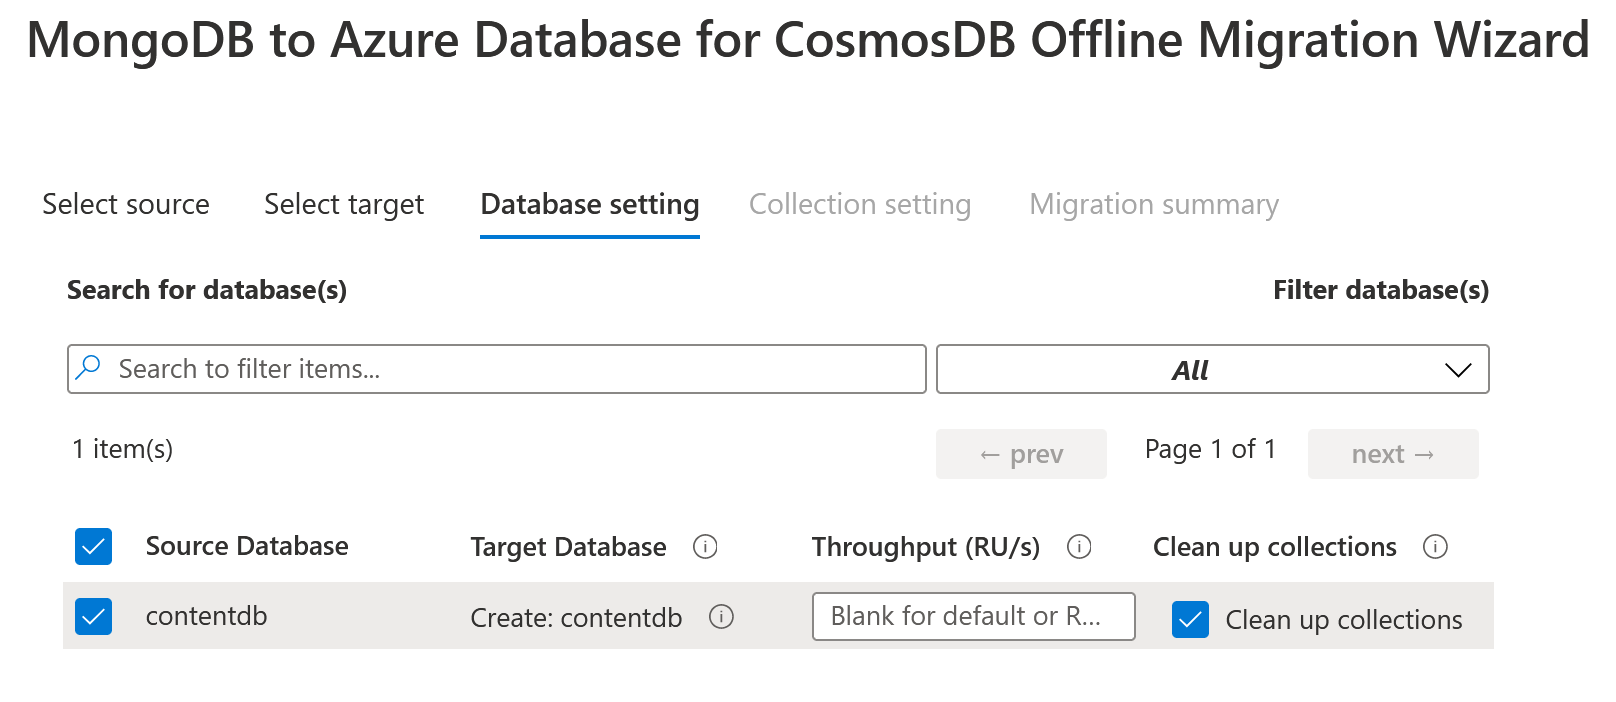 MongoDB to Azure Database for CosmosDB Offline Migration Wizard
Select source Select target Database setting Collection setting Migration summary
Search for database(s) Filter database(s)
Search to filter items... All
1 item(s) ← prev Page 1 of 1 next →
Source Database Target Database Throughput (RU/s) Clean up collections
contentdb Create: contentdb Blank for default or R... Clean up collections